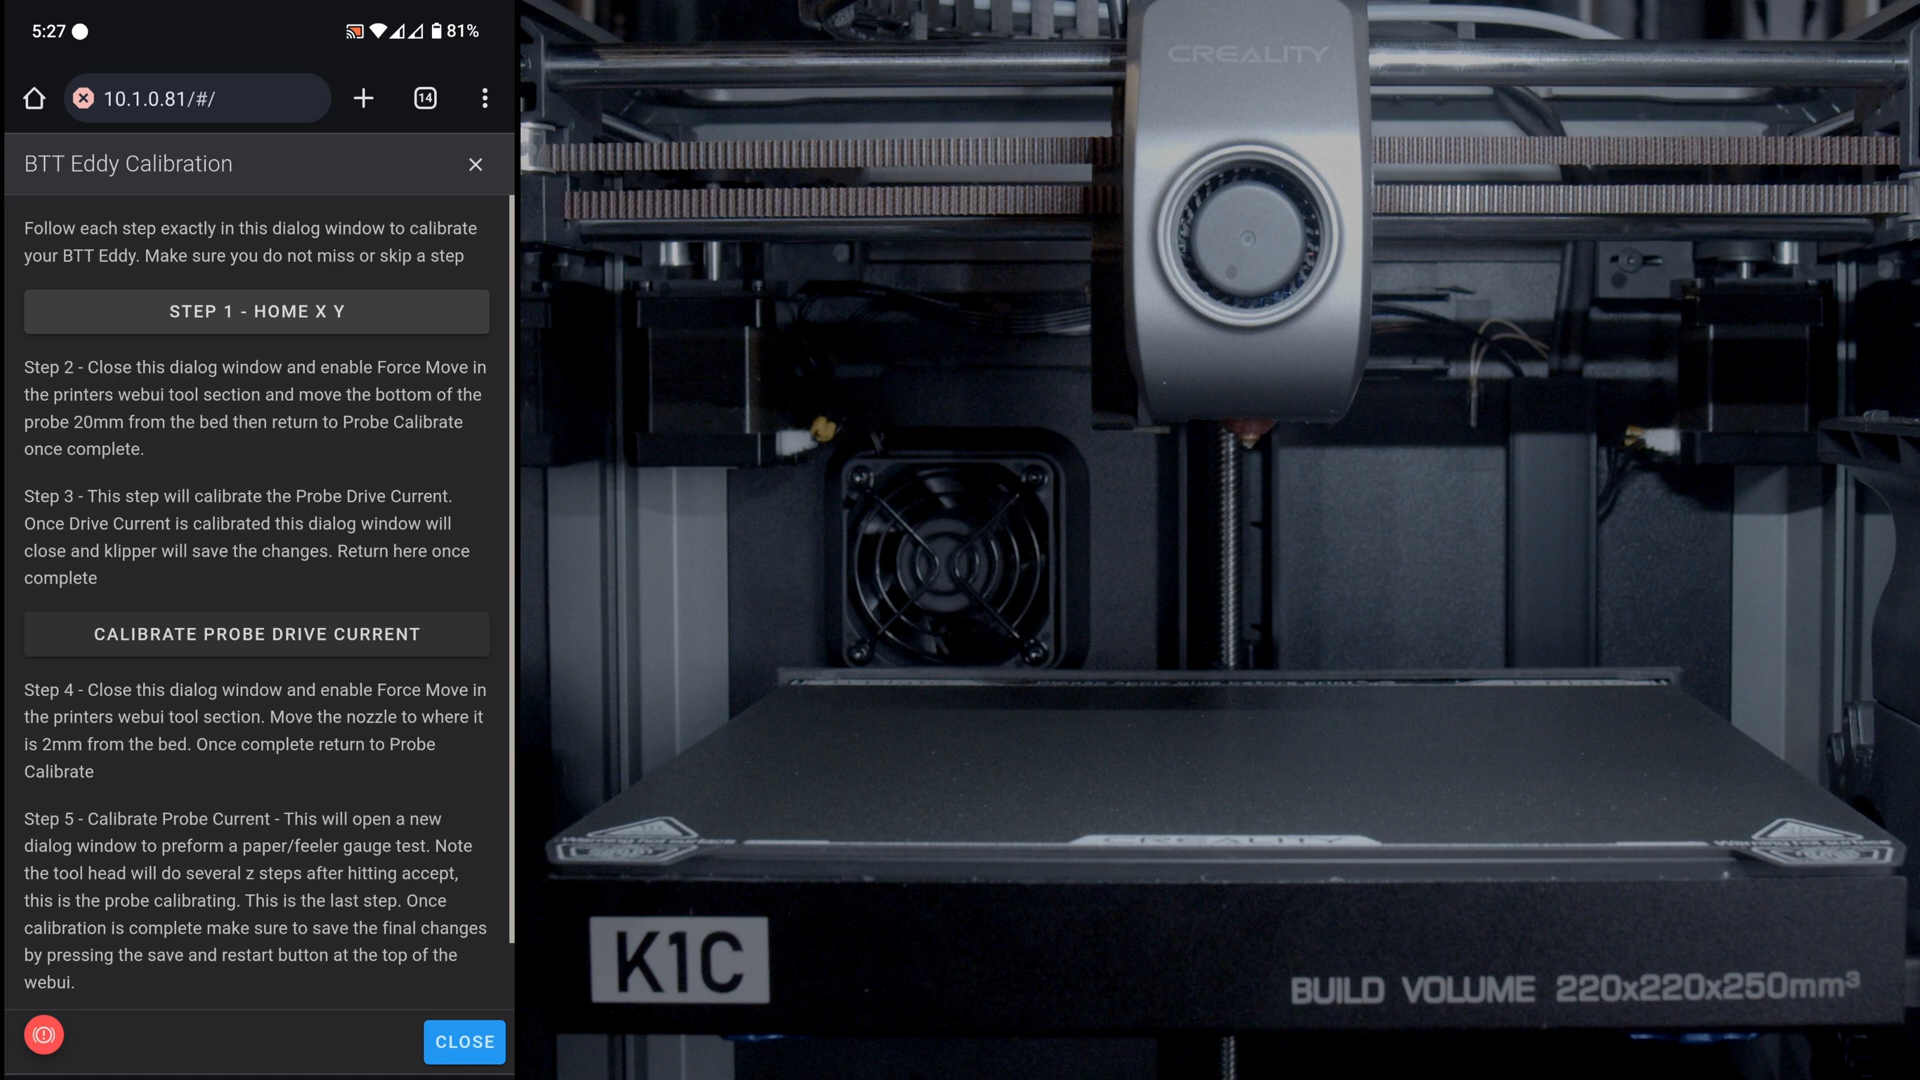 5:27
81%
10.1.0.81/#/
14
BTT Eddy Calibration
Follow each step exactly in this dialog window to calibrate
your BTT Eddy. Make sure you do not miss or skip a step
STEP 1 - HOME X Y
Step 2 - Close this dialog window and enable Force Move in
the printers webui tool section and move the bottom of the
probe 20mm from the bed then return to Probe Calibrate
once complete.
Step 3 - This step will calibrate the Probe Drive Current.
Once Drive Current is calibrated this dialog window will
close and klipper will save the changes. Return here once
complete
CALIBRATE PROBE DRIVE CURRENT
Step 4 - Close this dialog window and enable Force Move in
the printers webui tool section. Move the nozzle to where it
is 2mm from the bed. Once complete return to Probe
Calibrate
Step 5 - Calibrate Probe Current - This will open a new
dialog window to preform a paper/feeler gauge test. Note
the tool head will do several z steps after hitting accept,
this is the probe calibrating. This is the last step. Once
calibration is complete make sure to save the final changes
by pressing the save and restart button at the top of the
webui.
CLOSE
CREALITY
CREALITY
K1C
BUILD VOLUME 220x220x250mm³